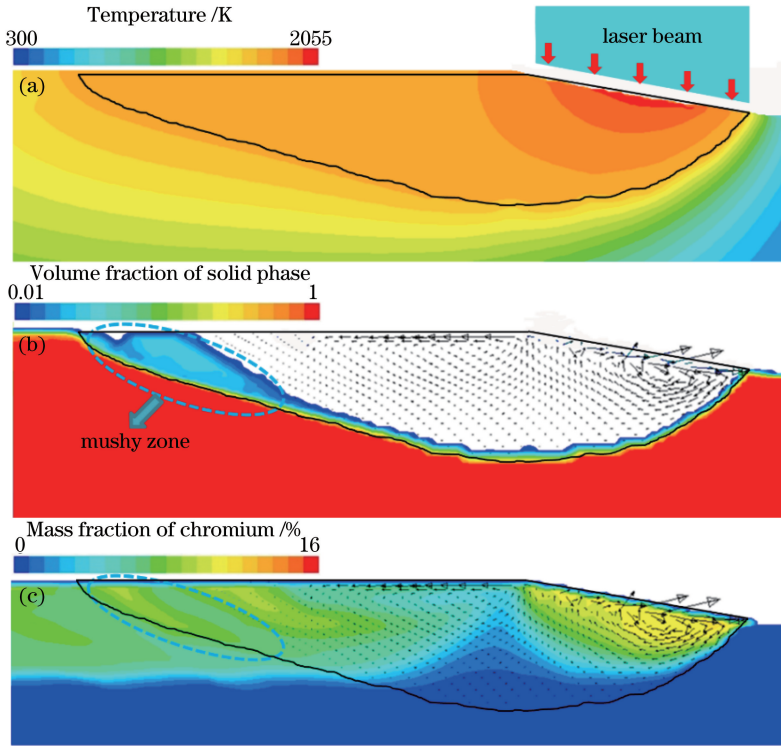 Temperature /K
300 2055
laser beam
(a)
Volume fraction of solid phase
0.01 1
(b)
mushy zone
Mass fraction of chromium /%
0 16
(c)